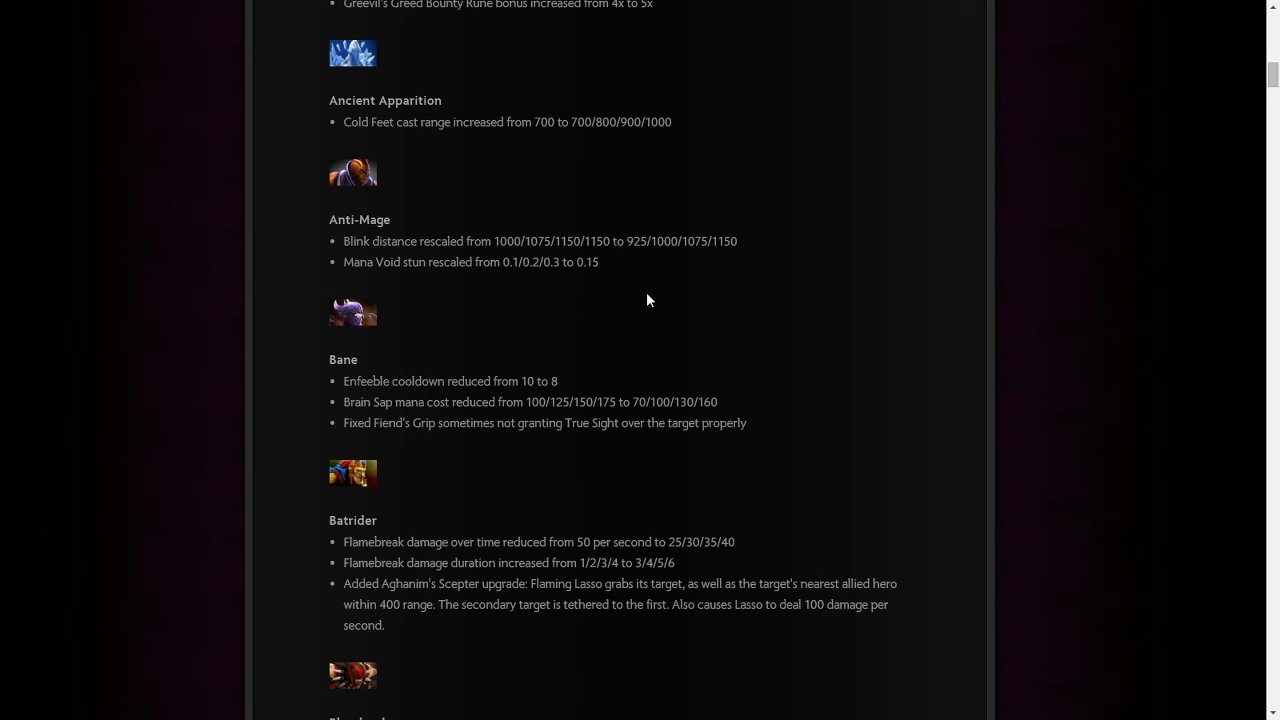 Greevil's Greed Bounty Rune bonus increased from 4x to 5x
Ancient Apparition
Cold Feet cast range increased from 700 to 700/800/900/1000
Anti-Mage
Blink distance rescaled from 1000/1075/1150/1150 to 925/1000/1075/1150
Mana Void stun rescaled from 0.1/0.2/0.3 to 0.15
Bane
Enfeeble cooldown reduced from 10 to 8
Brain Sap mana cost reduced from 100/125/150/175 to 70/100/130/160
Fixed Fiend's Grip sometimes not granting True Sight over the target properly
Batrider
Flamebreak damage over time reduced from 50 per second to 25/30/35/40
Flamebreak damage duration increased from 1/2/3/4 to 3/4/5/6
Added Aghanim's Scepter upgrade: Flaming Lasso grabs its target, as well as the target's nearest allied hero
within 400 range. The secondary target is tethered to the first. Also causes Lasso to deal 100 damage per
second.